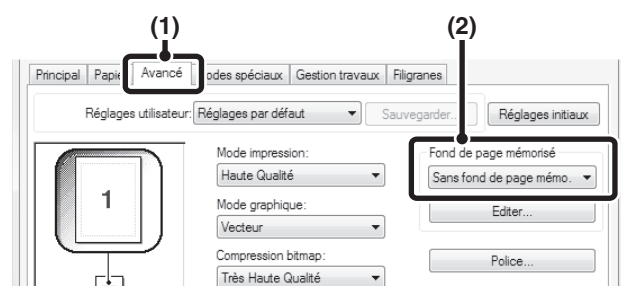 (1) (2)
Principal Papie Avancé odes spéciaux Gestion travaux Filigranes
Réglages utilisateur: Réglages par défaut Sauvegarder.. Réglages initiaux
Mode impression: Fond de page mémorisé
Haute Qualité Sans fond de page mémo.
1
Mode graphique: Editer...
Vecteur
Compression bitmap: Police...
Très Haute Qualité